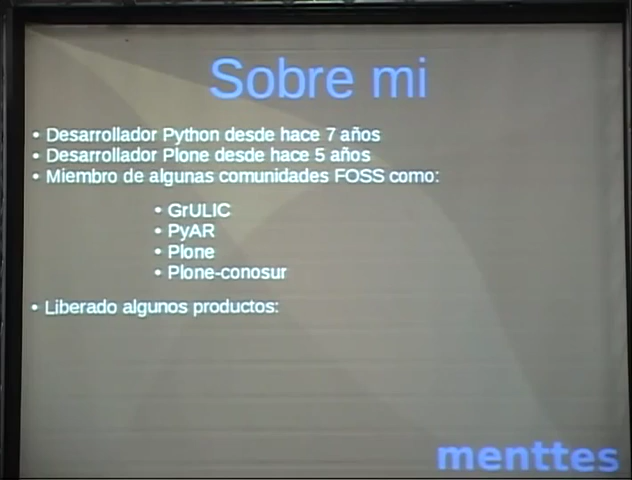 Sobre mi
• Desarrollador Python desde hace 7 años
• Desarrollador Plone desde hace 5 años
• Miembro de algunas comunidades FOSS como:
• GrULIC
• PyAR
• Plone
• Plone-conosur
• Liberado algunos productos:
menttes